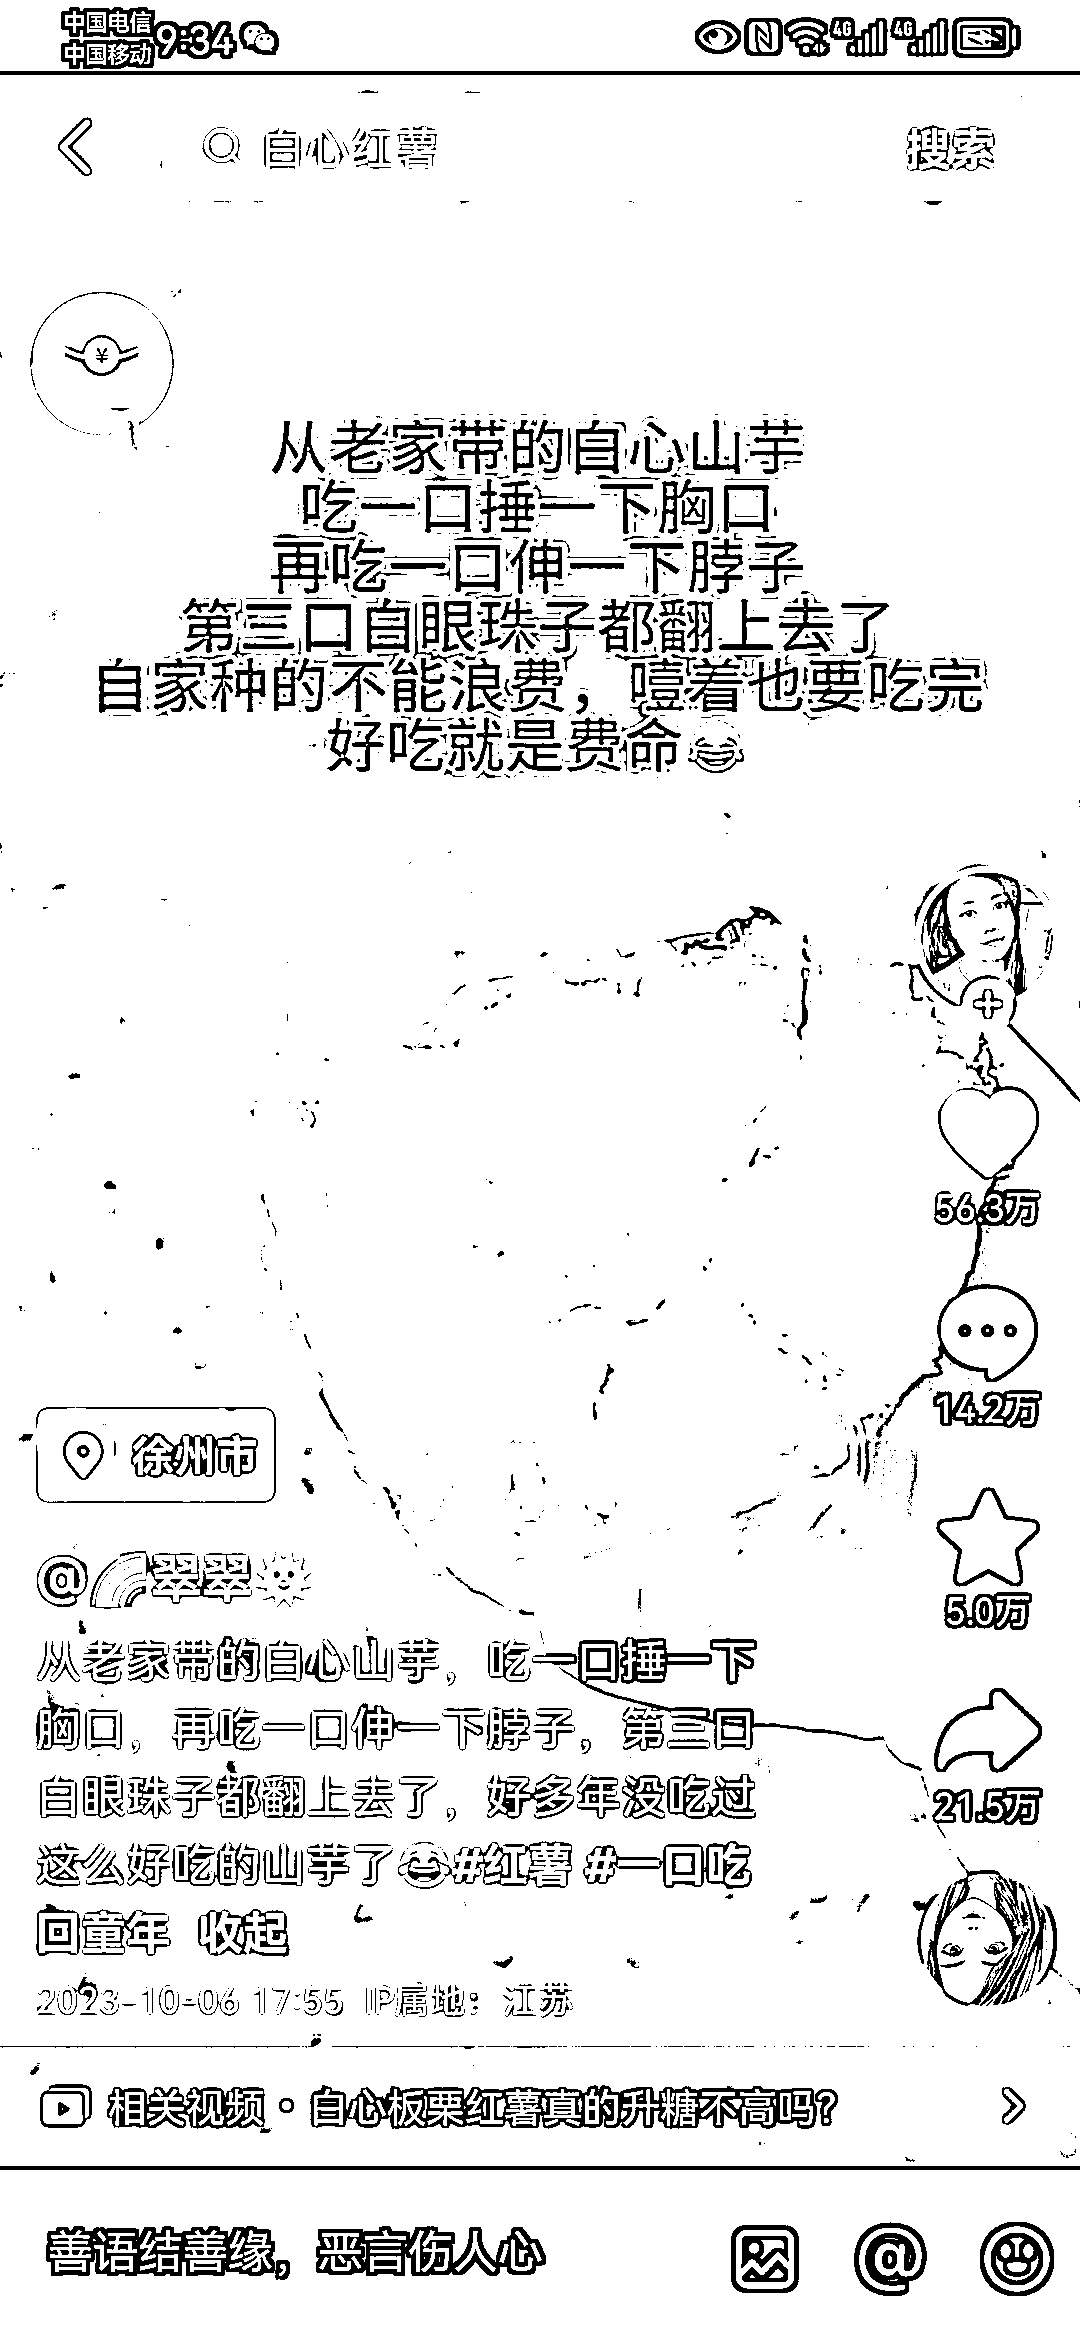 中国电信
中国移动
9:34
4G
4G
白心红薯
搜索
¥
从老家带的白心山芋
吃一口捶一下胸口
再吃一口伸一下脖子
第三口自眼珠子都翻上去了
自家种的不能浪费，噎着也要吃完
好吃就是费命😂
56.3万
14.2万
徐州市
@🌈翠翠🌞
5.0万
从老家带的白心山芋，吃一口捶一下
胸口，再吃一口伸一下脖子，第三口
白眼珠子都翻上去了，好多年没吃过
这么好吃的山芋了😂#红薯 #一口吃
回童年 收起
21.5万
2023-10-06 17:55 IP属地：江苏
相关视频·白心板栗红薯真的升糖不高吗？
善语结善缘，恶言伤人心